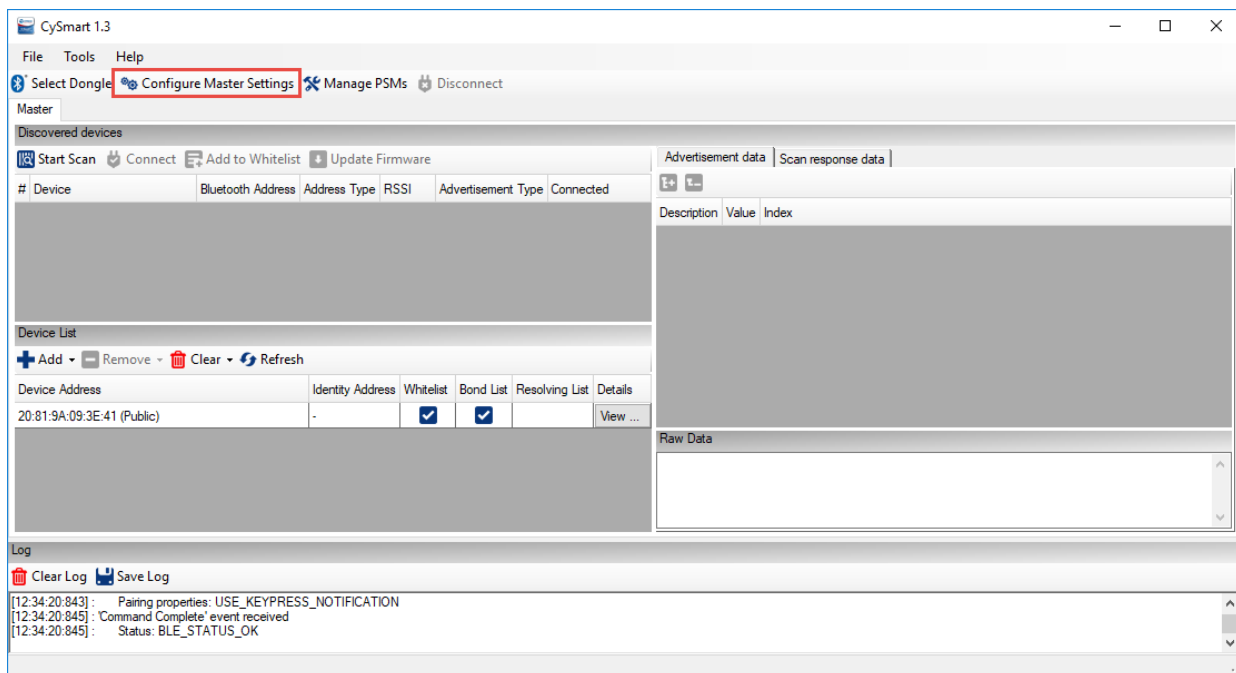 CySmart 1.3
File Tools Help
Select Dongle Configure Master Settings Manage PSMs Disconnect
Master
Discovered devices
Start Scan Connect Add to Whitelist Update Firmware
# Device Bluetooth Address Address Type RSSI Advertisement Type Connected
Advertisement data Scan response data
Description Value Index
Device List
Add Remove Clear Refresh
Device Address Identity Address Whitelist Bond List Resolving List Details
20:81:9A:09:3E:41 (Public) - View ...
Raw Data
Log
Clear Log Save Log
[12:34:20:843] : Pairing properties: USE_KEYPRESS_NOTIFICATION
[12:34:20:845] : 'Command Complete' event received
[12:34:20:845] : Status: BLE_STATUS_OK